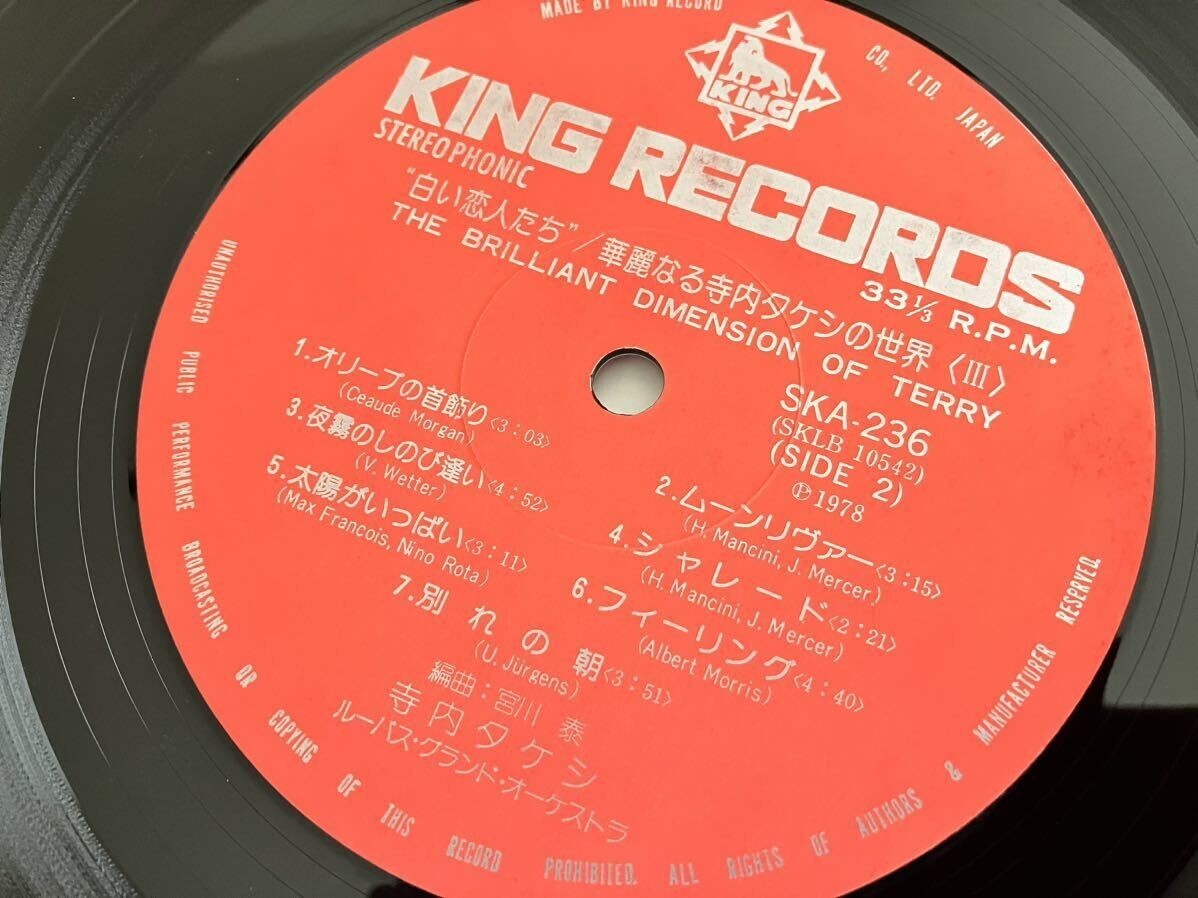 MADE BY KING RECORD CO., LTD. JAPAN
KING
KING RECORDS
STEREOPHONIC
33 1/3 R.P.M.
"白い恋人たち"/華麗なる寺内タケシの世界〈III〉
THE BRILLIANT DIMENSION OF TERRY
SKA-236
(SKLB 10542)
(SIDE 2)
Ⓟ1978
1.オリーブの首飾り<3:03>
(Ceaude Morgan)
2.ムーンリヴァー<3:15>
(H. Mancini, J. Mercer)
3.夜霧のしのび逢い<4:52>
(V. Wetter)
4.シャレード<2:21>
(H. Mancini, J. Mercer)
5.太陽がいっぱい<3:11>
(Max Francois, Nino Rota)
6.フィーリング<4:40>
(Albert Morris)
7.別れの朝<3:51>
(U. Jürgens)
編曲:宮川 泰
寺内タケシ
ルーパス・グランド・オーケストラ
UNAUTHORISED PUBLIC PERFORMANCE BROADCASTING OR COPYING OF THIS RECORD PROHIBITED. ALL RIGHTS OF AUTHORS & MANUFACTURER RESERVED.